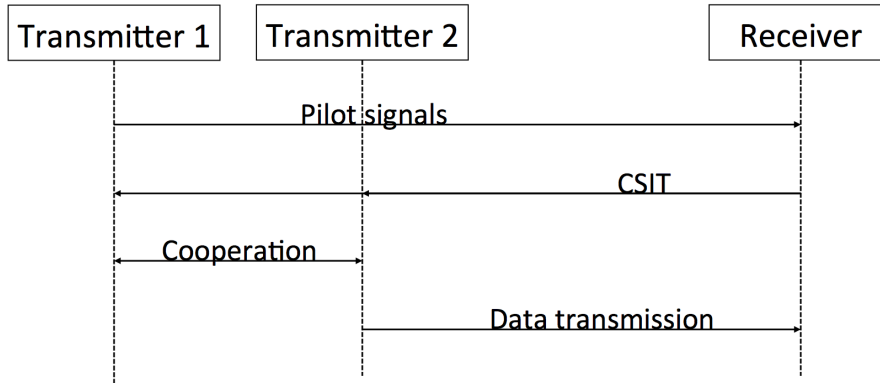 Transmitter 1
Transmitter 2
Receiver
Pilot signals
CSIT
Cooperation
Data transmission